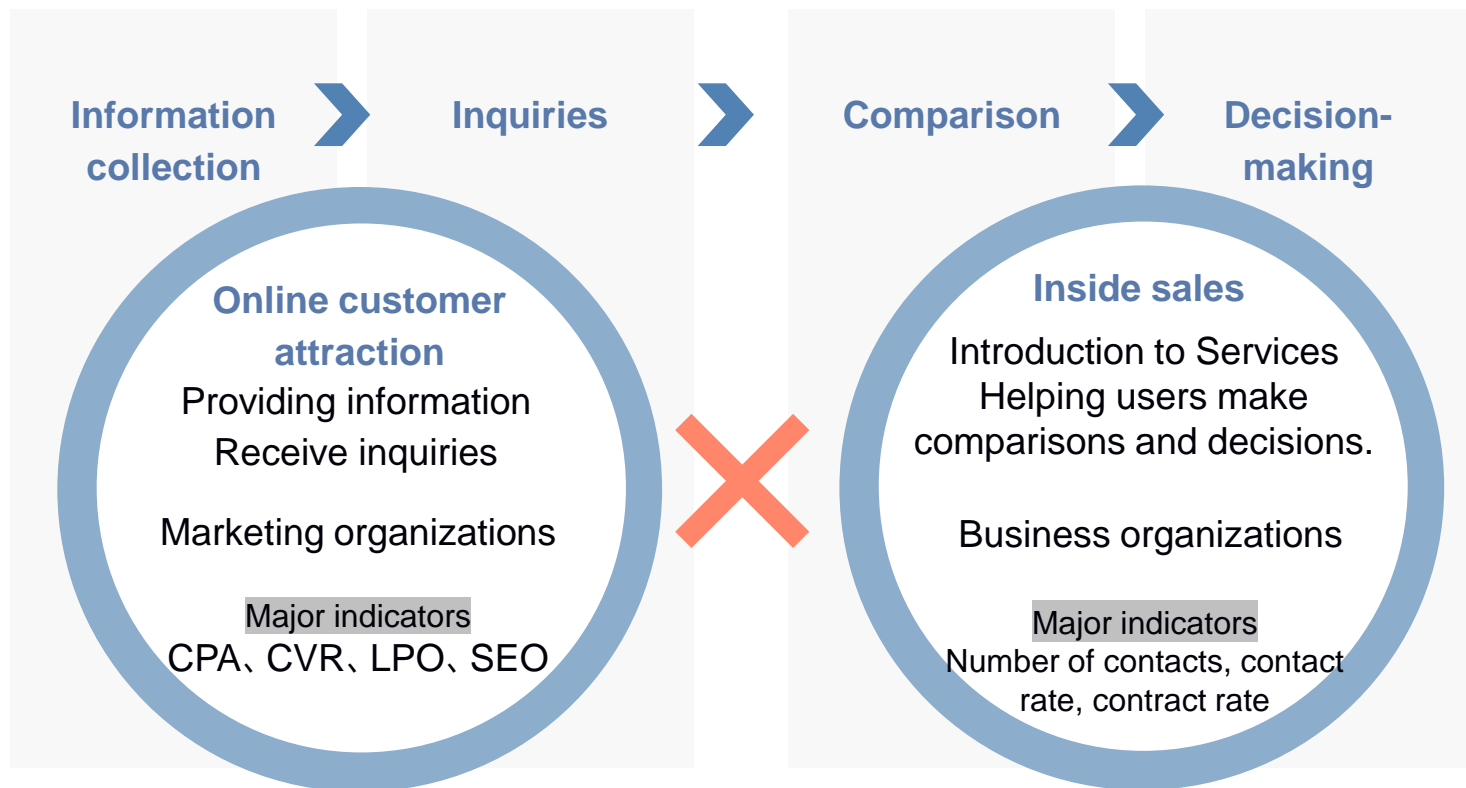 Information
collection
Inquiries
Comparison
Decision-
making
Online customer
attraction
Providing information
Receive inquiries
Marketing organizations
Major indicators
CPA、CVR、LPO、SEO
Inside sales
Introduction to Services
Helping users make
comparisons and decisions.
Business organizations
Major indicators
Number of contacts, contact
rate, contract rate